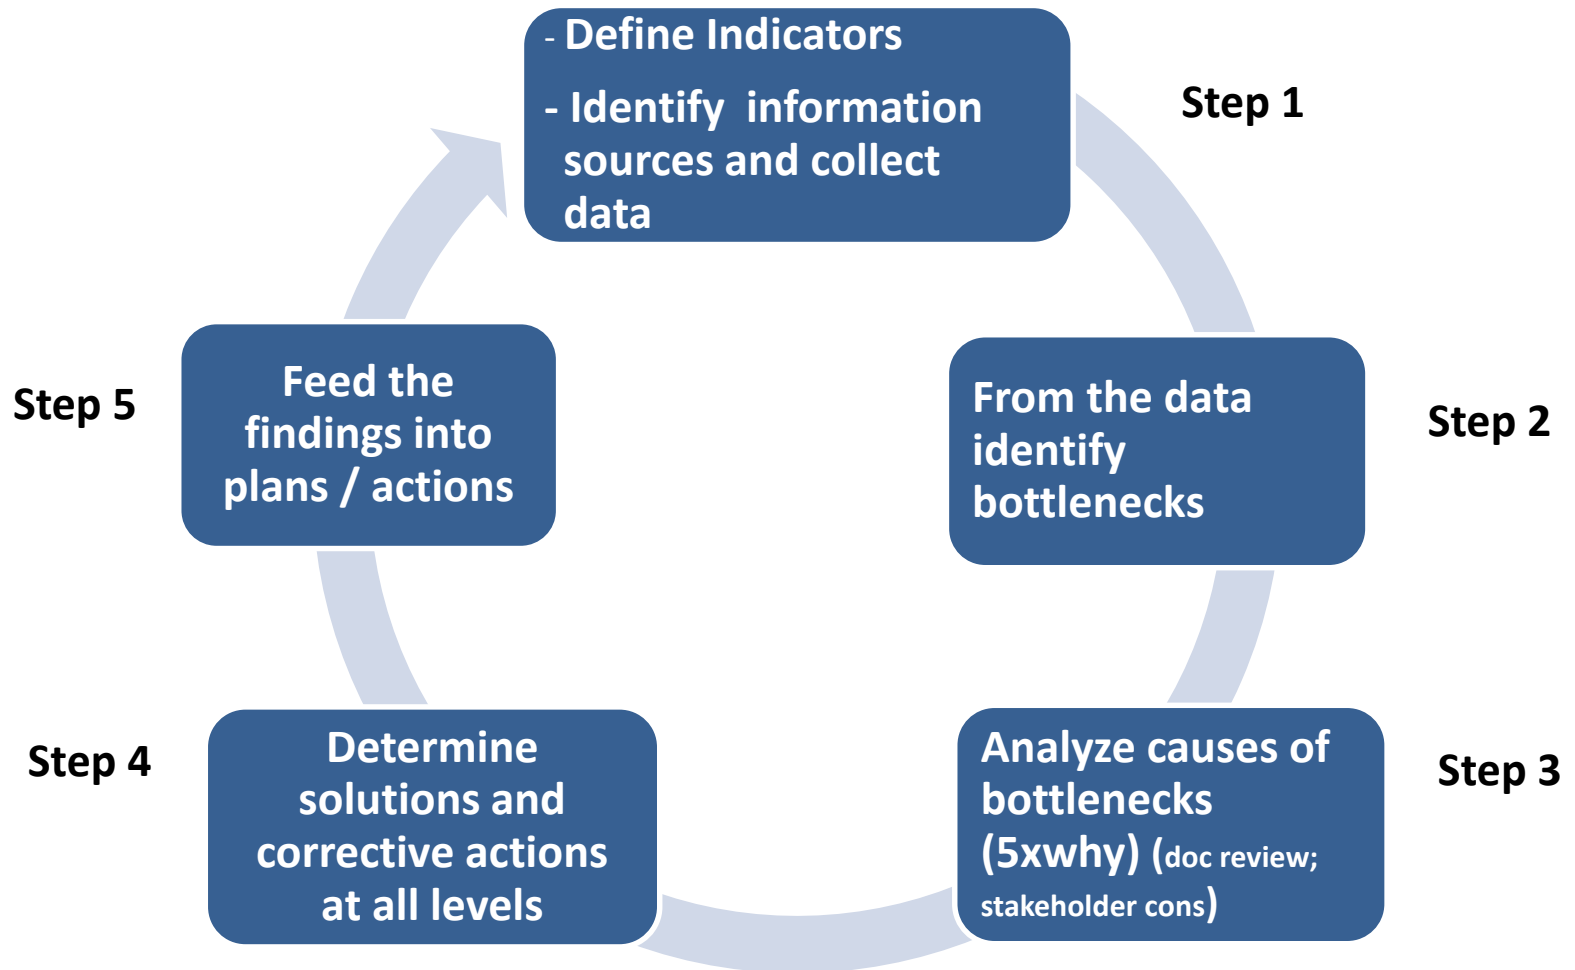 - Define Indicators
- Identify  information
sources and collect
data
Step 1
From the data
identify
bottlenecks
Step 2
Analyze causes of
bottlenecks
(5xwhy) (doc review;
stakeholder cons)
Step 3
Determine
solutions and
corrective actions
at all levels
Step 4
Feed the
findings into
plans / actions
Step 5